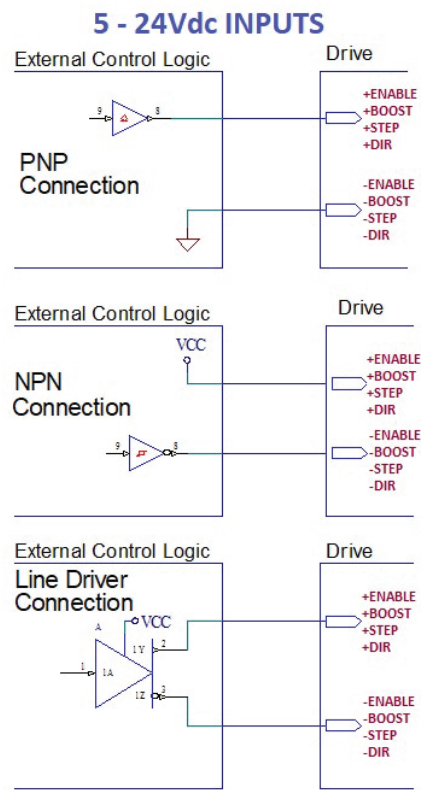 5 - 24Vdc INPUTS
External Control Logic
Drive
9
8
+ENABLE
+BOOST
+STEP
+DIR
PNP
Connection
-ENABLE
-BOOST
-STEP
-DIR
External Control Logic
Drive
VCC
+ENABLE
+BOOST
+STEP
+DIR
NPN
Connection
9
8
-ENABLE
-BOOST
-STEP
-DIR
External Control Logic
Drive
Line Driver
Connection
A
VCC
1Y
2
+ENABLE
+BOOST
+STEP
+DIR
1
1A
1Z
3
-ENABLE
-BOOST
-STEP
-DIR